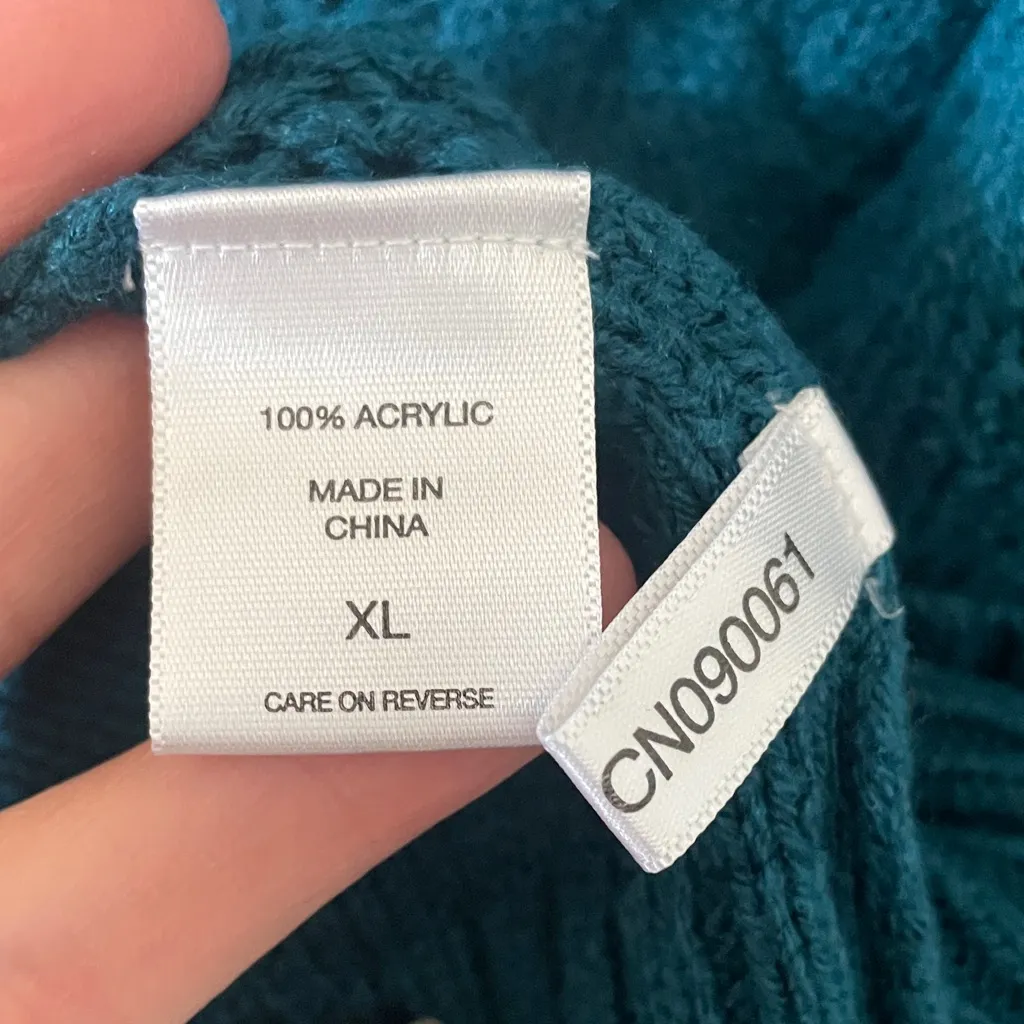 100% ACRYLIC
MADE IN
CHINA
XL
CARE ON REVERSE
CN090061